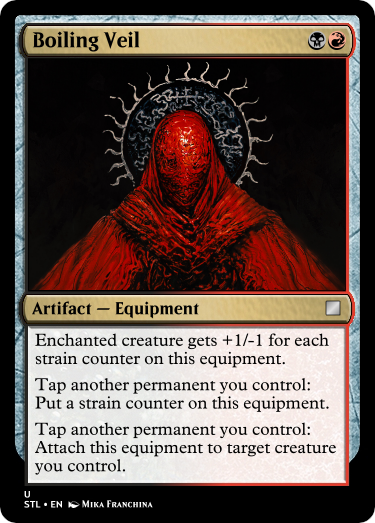 Boiling Veil
Artifact — Equipment
Enchanted creature gets +1/-1 for each
strain counter on this equipment.
Tap another permanent you control:
Put a strain counter on this equipment.
Tap another permanent you control:
Attach this equipment to target creature
you control.
U
STL • EN Mika Franchina